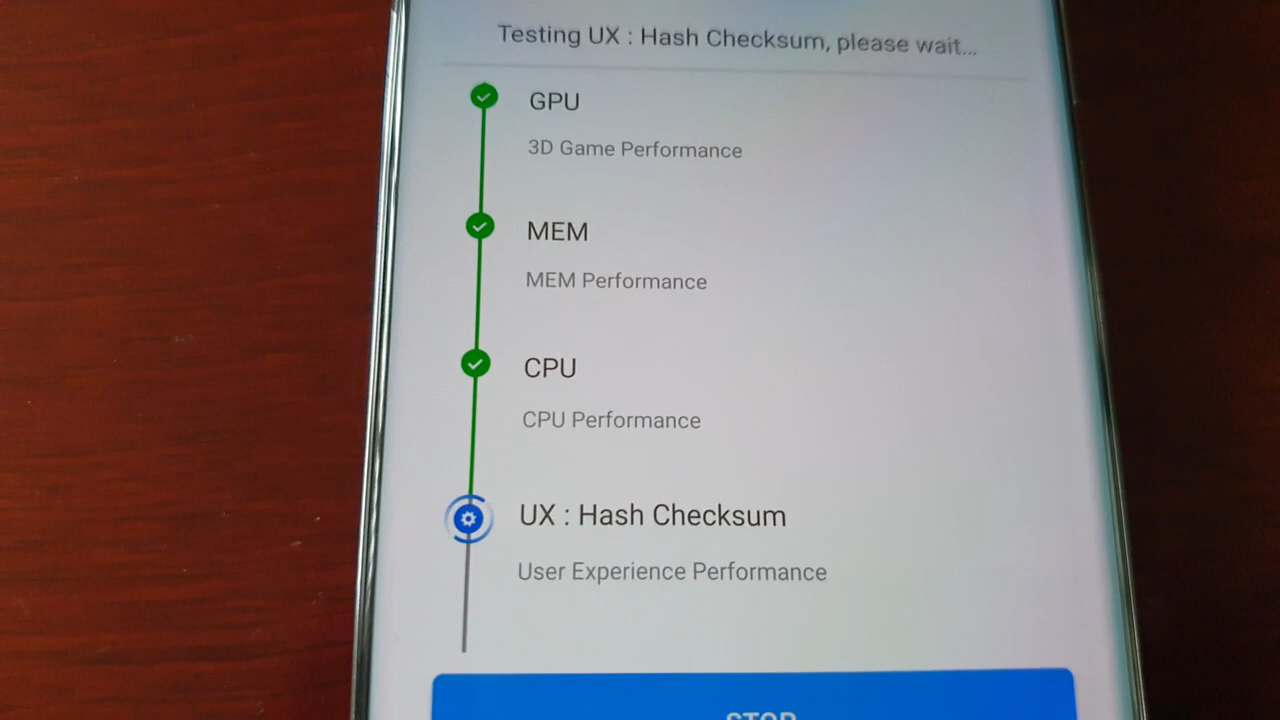 Testing UX : Hash Checksum, please wait...
GPU
3D Game Performance
MEM
MEM Performance
CPU
CPU Performance
UX : Hash Checksum
User Experience Performance
STOP